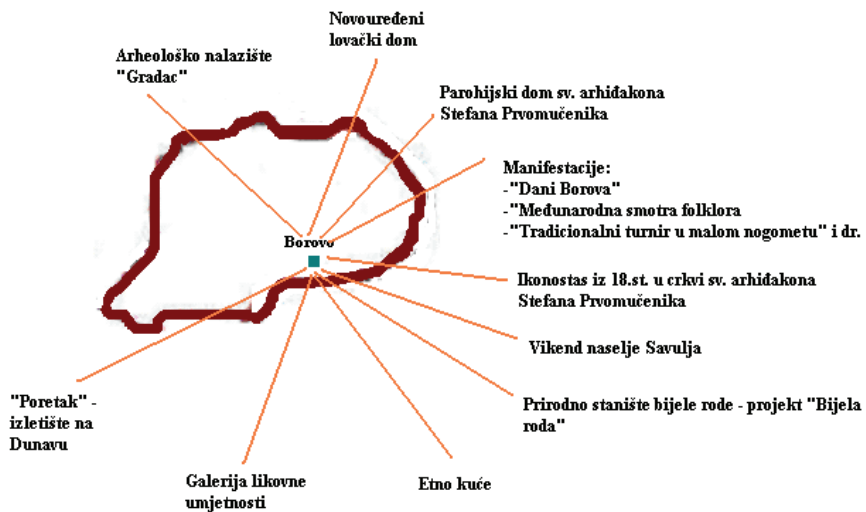 Novouređeni
lovački dom
Arheološko nalazište
"Gradac"
Parohijski dom sv. arhiđakona
Stefana Prvomučenika
Manifestacije:
-"Dani Borova"
-"Međunarodna smotra folklora
-"Tradicionalni turnir u malom nogometu" i dr.
Borovo
Ikonostas iz 18.st. u crkvi sv. arhiđakona
Stefana Prvomučenika
Vikend naselje Savulja
"Poretak" -
izletište na
Dunavu
Prirodno stanište bijele rode - projekt "Bijela
roda"
Galerija likovne
umjetnosti
Etno kuće